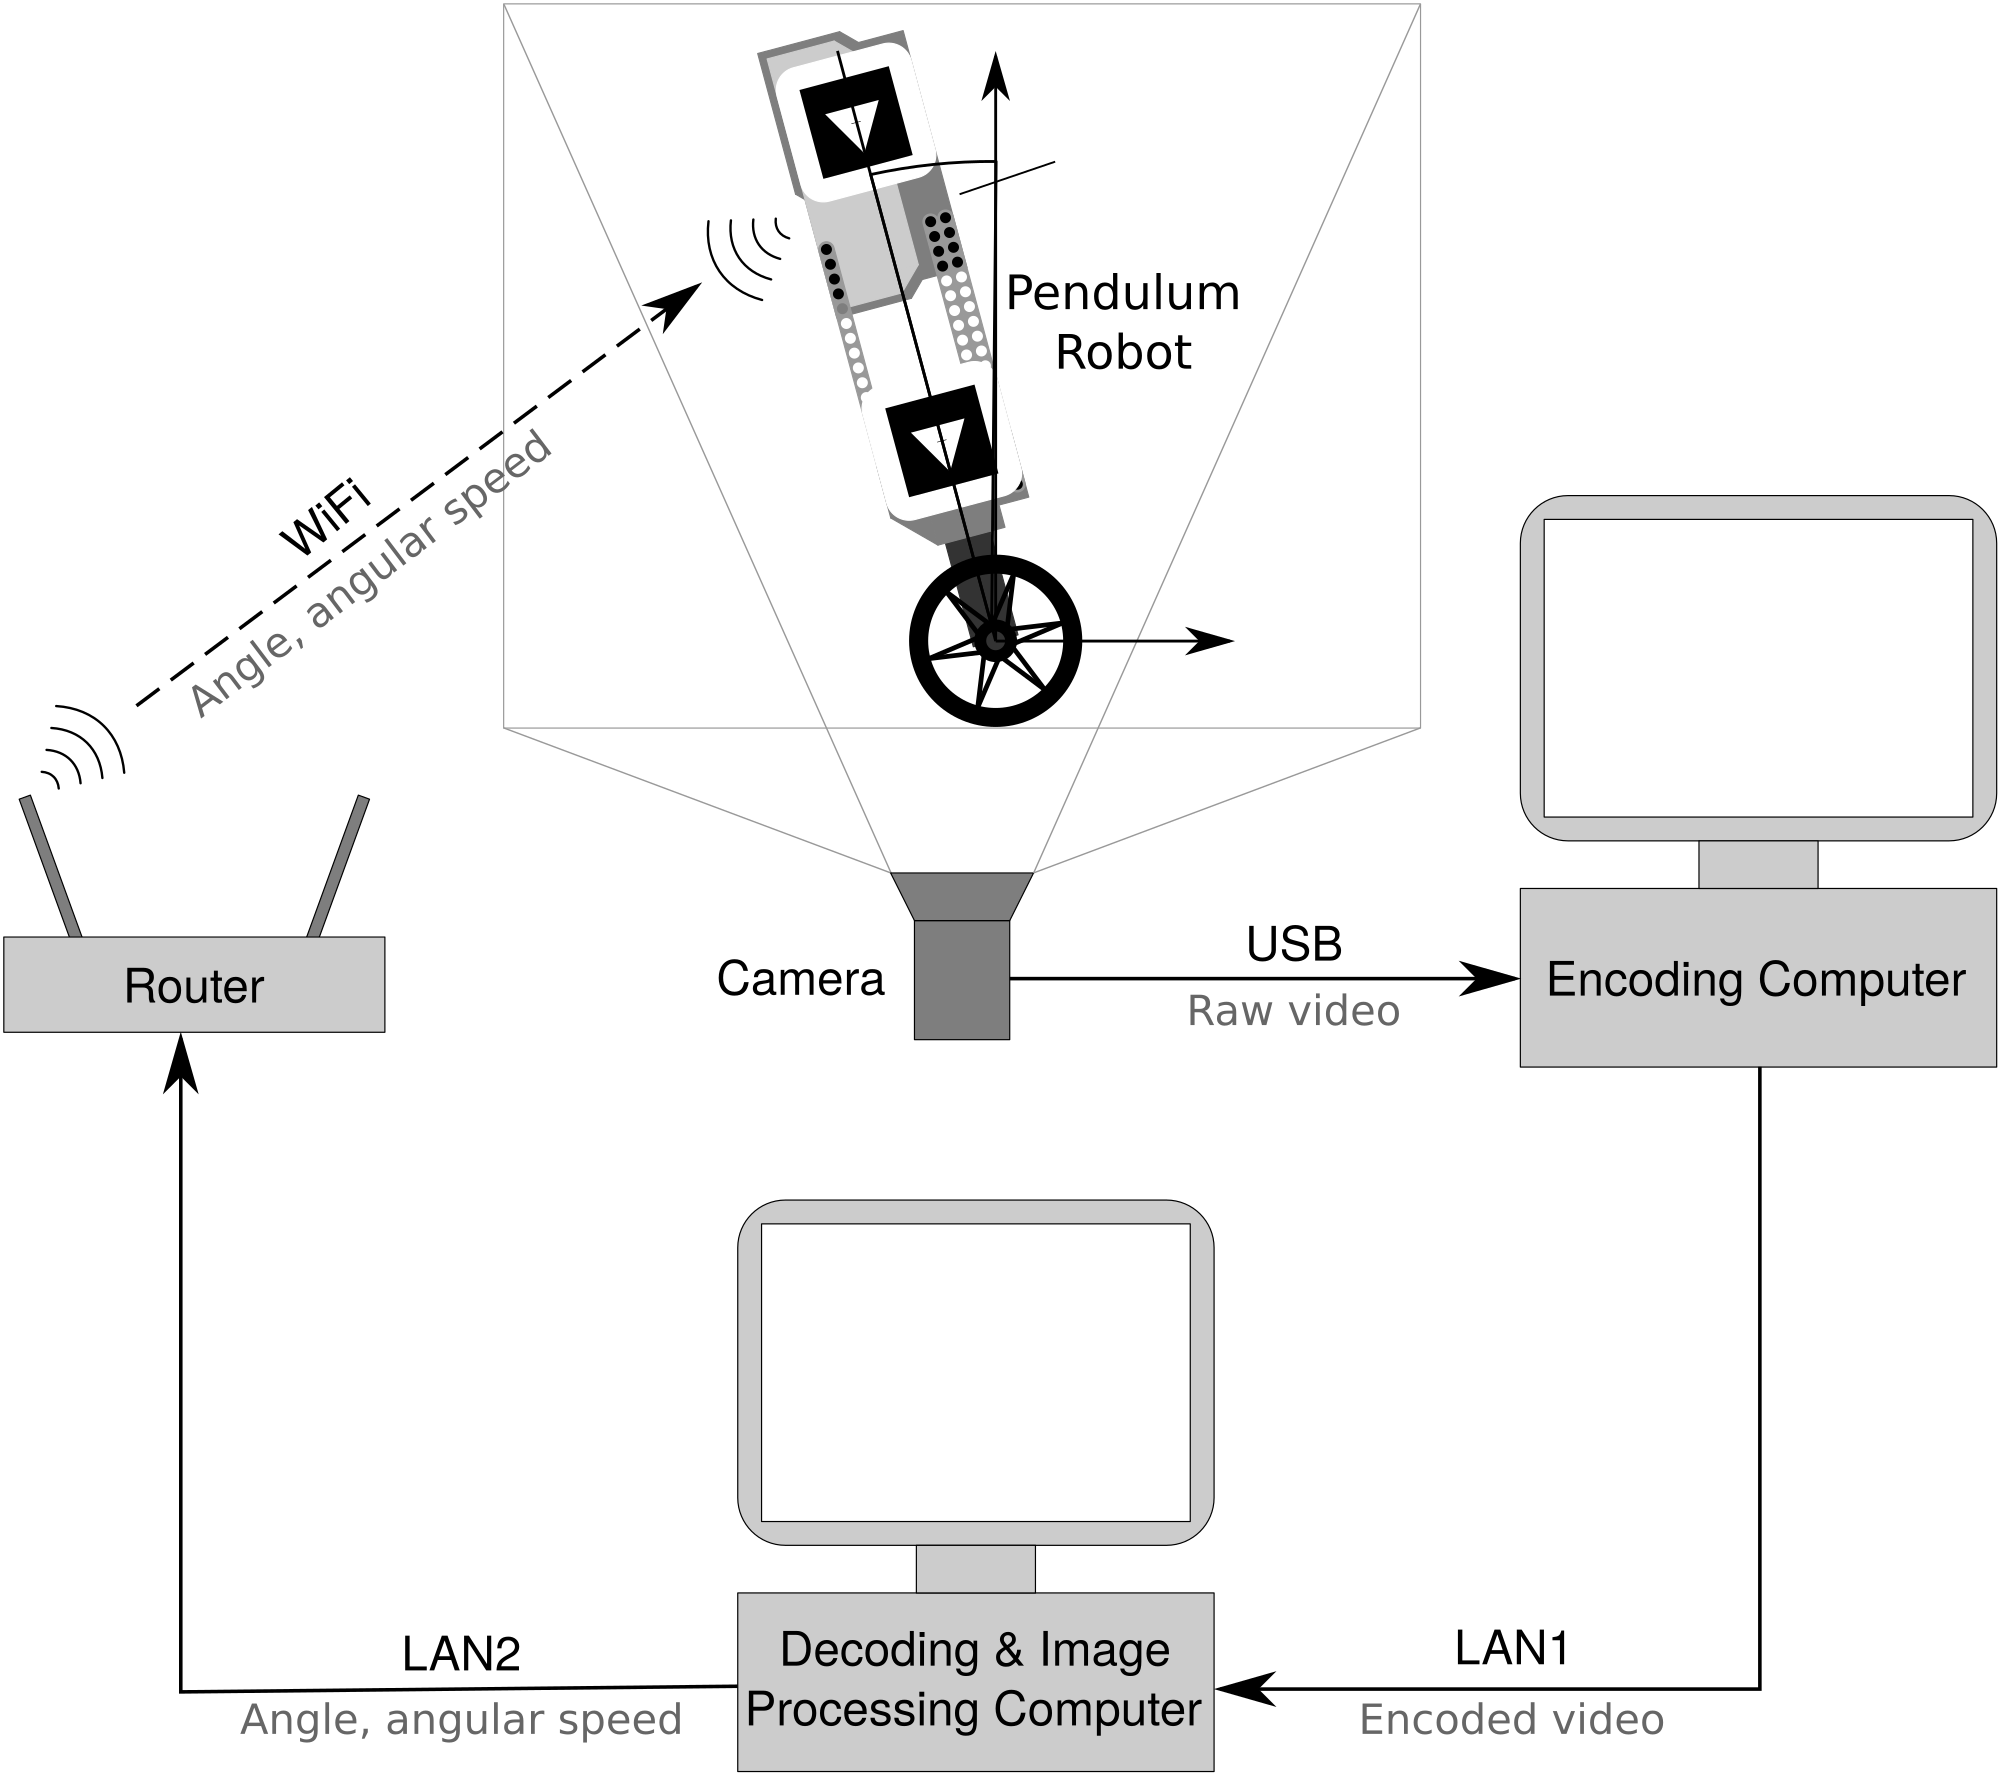 Pendulum
Robot
WiFi
Angle, angular speed
Router
Camera
USB
Raw video
Encoding Computer
LAN2
Angle, angular speed
Decoding & Image
Processing Computer
LAN1
Encoded video